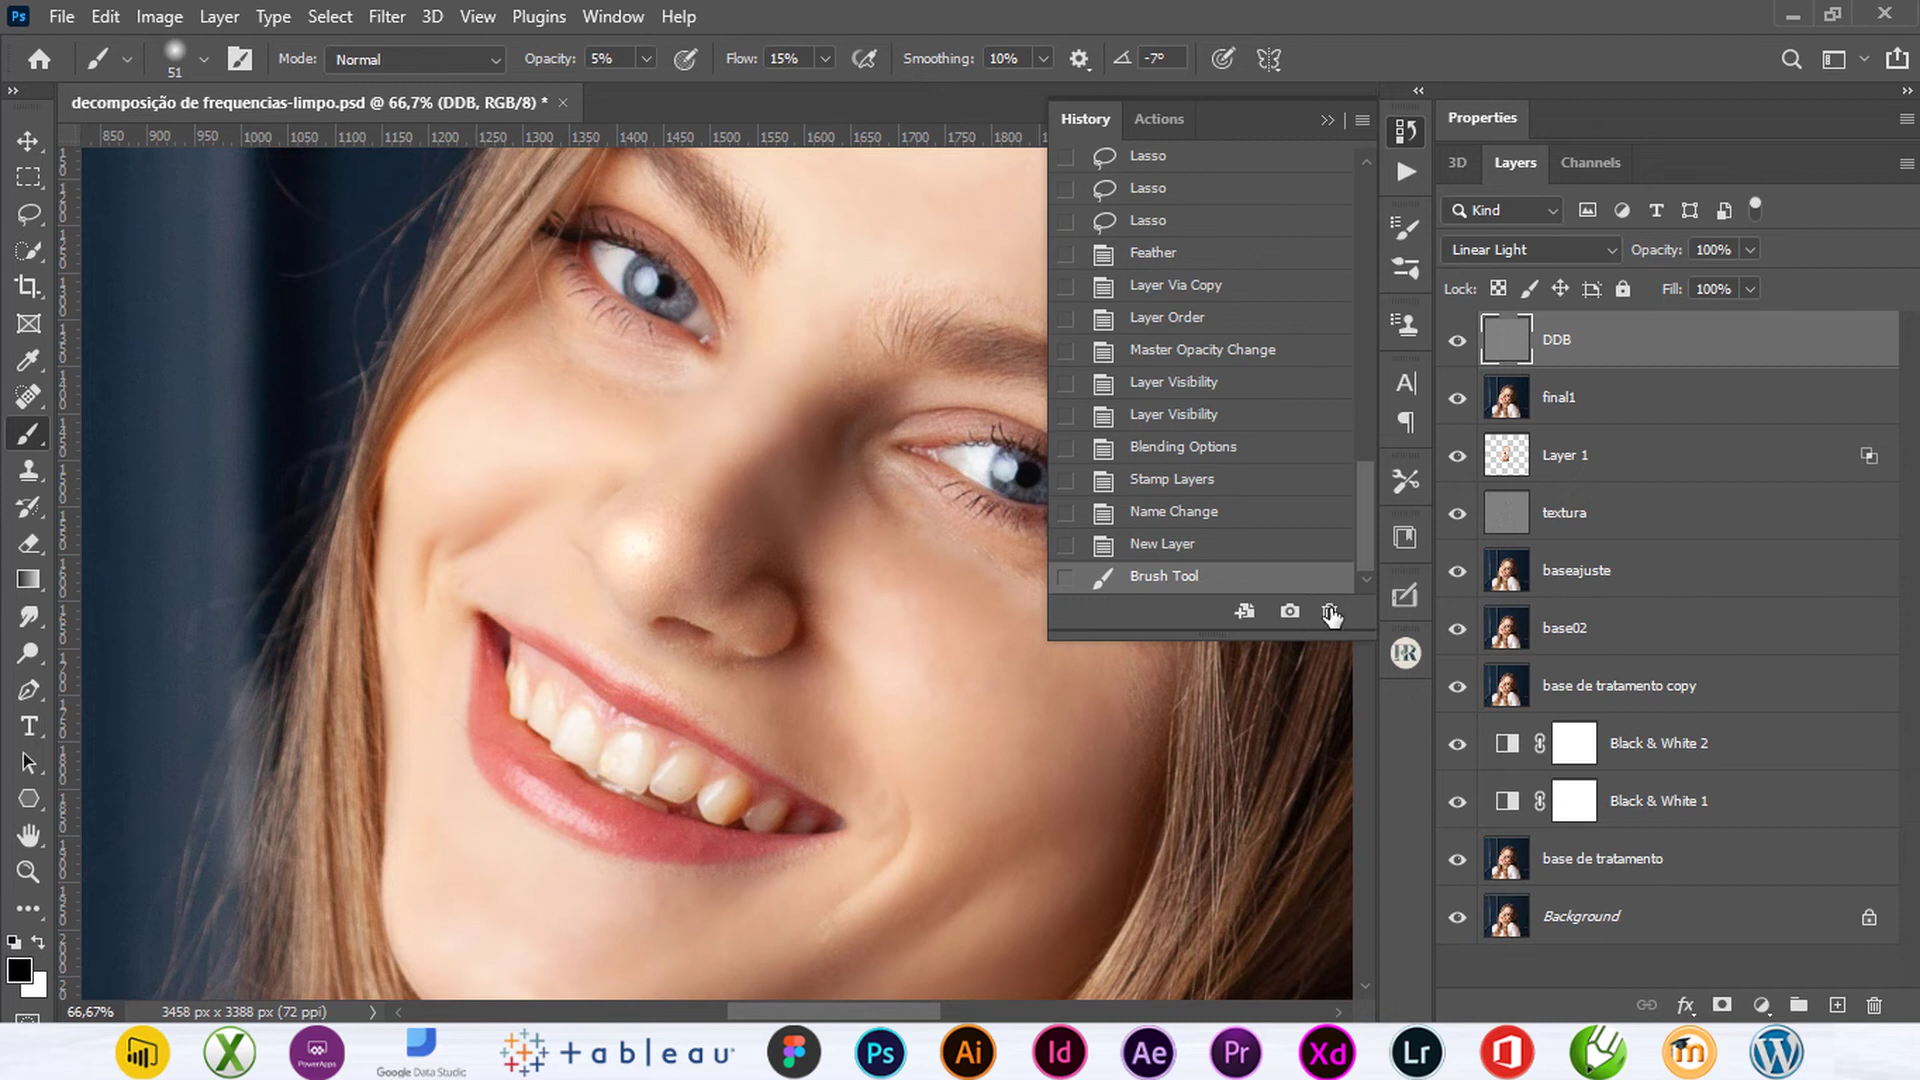 Ps File Edit Image Layer Type Select Filter 3D View Plugins Window Help
51 Mode: Normal Opacity: 5% Flow: 15% Smoothing: 10% -7º
decomposição de frequencias-limpo.psd @ 66,7% (DDB, RGB/8) *
850 900 950 1000 1050 1100 1150 1200 1250 1300 1350 1400 1450 1500 1550 1600 1650 1700 1750 1800
History Actions
Lasso
Lasso
Lasso
Feather
Layer Via Copy
Layer Order
Master Opacity Change
Layer Visibility
Layer Visibility
Blending Options
Stamp Layers
Name Change
New Layer
Brush Tool
Properties
3D Layers Channels
Kind
Linear Light Opacity: 100%
Lock: Fill: 100%
DDB
final1
Layer 1
textura
baseajuste
base02
base de tratamento copy
Black & White 2
Black & White 1
base de tratamento
Background
fx
66,67% 3458 px x 3388 px (72 ppi)
PowerApps
Google Data Studio
+ a b l e a u
Ps Ai Id Ae Pr Xd Lr